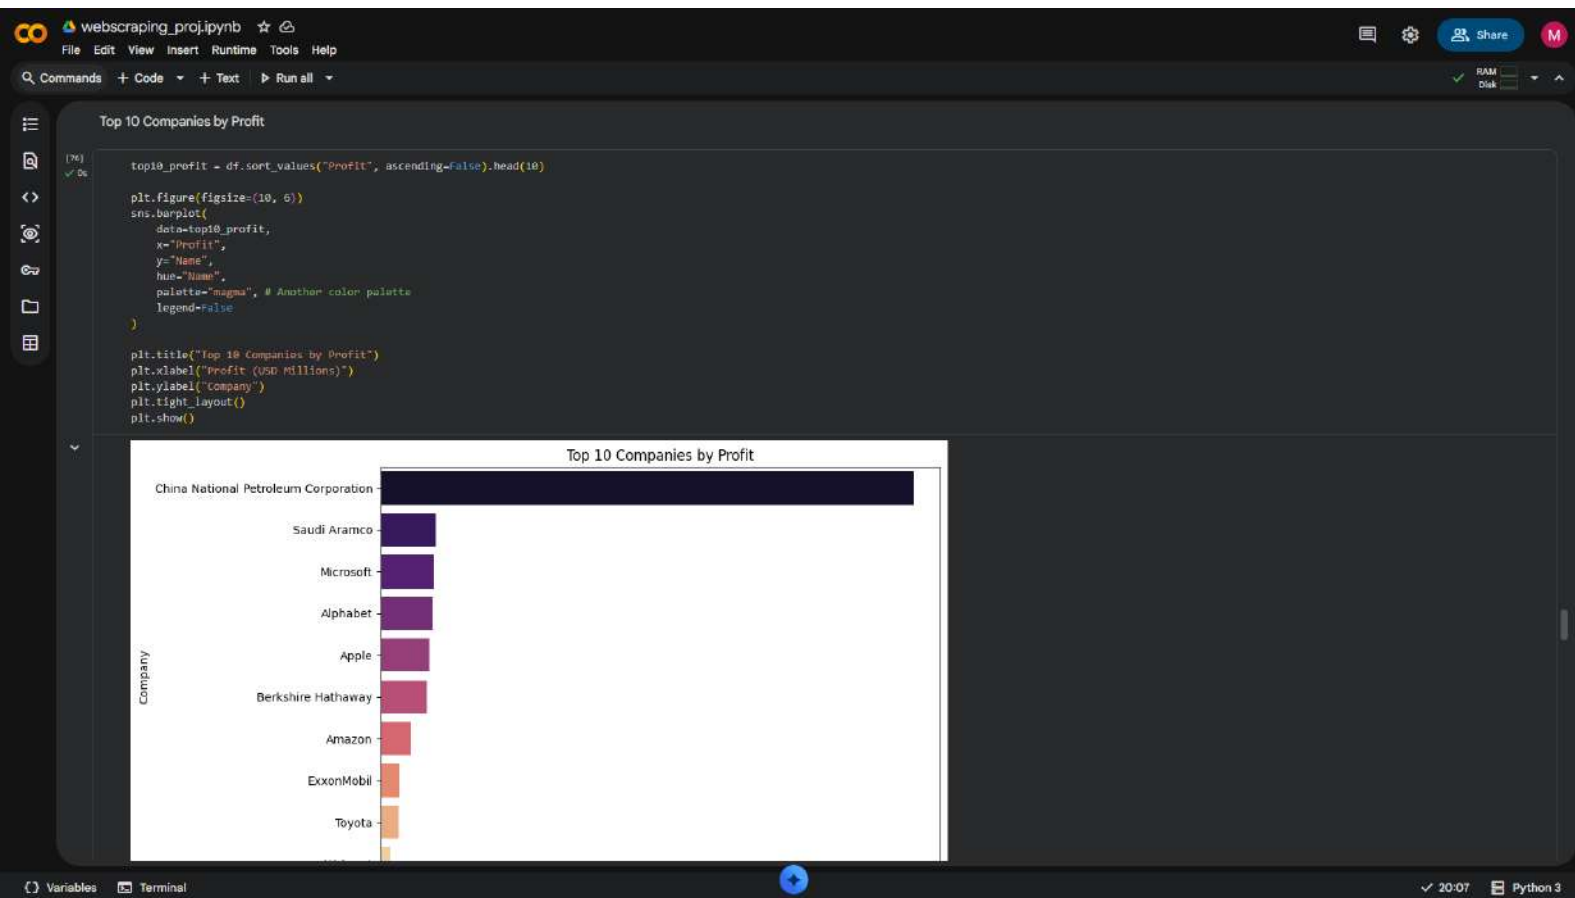 webscraping_proj.ipynb
File Edit View Insert Runtime Tools Help
Share
M
Commands + Code + Text Run all
RAM
Disk
Top 10 Companies by Profit
[76]
0s
top10_profit = df.sort_values("Profit", ascending=False).head(10)
plt.figure(figsize=(10, 6))
sns.barplot(
data=top10_profit,
x="Profit",
y="Name",
hue="Name",
palette="magma", # Another color palette
legend=False
)
plt.title("Top 10 Companies by Profit")
plt.xlabel("Profit (USD Millions)")
plt.ylabel("Company")
plt.tight_layout()
plt.show()
Top 10 Companies by Profit
China National Petroleum Corporation
Saudi Aramco
Microsoft
Alphabet
Apple
Company
Berkshire Hathaway
Amazon
ExxonMobil
Toyota
Variables
Terminal
20:07
Python 3